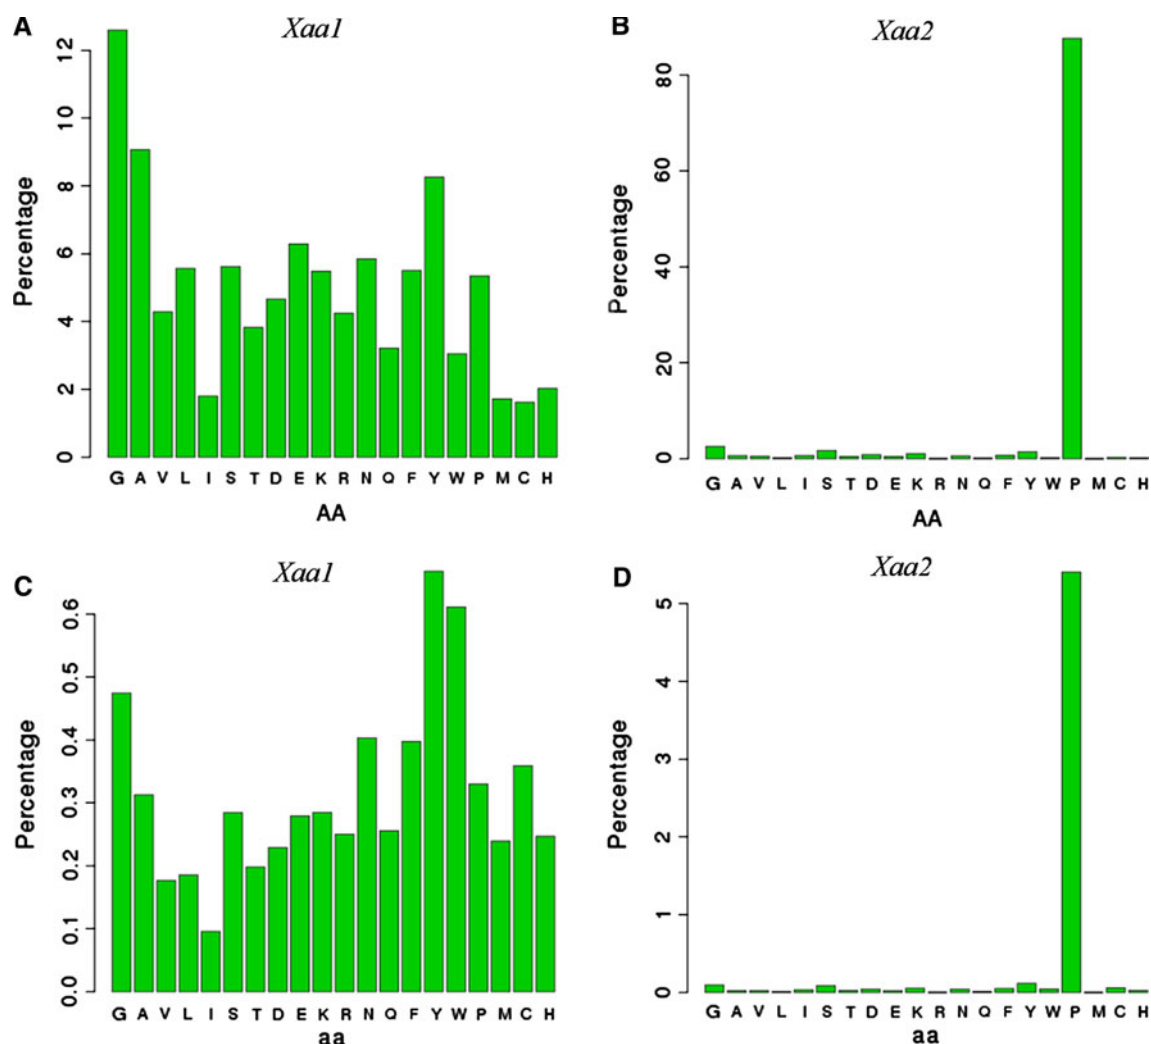 A
Xaa1
Percentage
0 2 4 6 8 10 12
G A V L I S T D E K R N Q F Y W P M C H
AA
B
Xaa2
Percentage
0 20 40 60 80
G A V L I S T D E K R N Q F Y W P M C H
AA
C
Xaa1
Percentage
0.0 0.1 0.2 0.3 0.4 0.5 0.6
G A V L I S T D E K R N Q F Y W P M C H
aa
D
Xaa2
Percentage
0 1 2 3 4 5
G A V L I S T D E K R N Q F Y W P M C H
aa